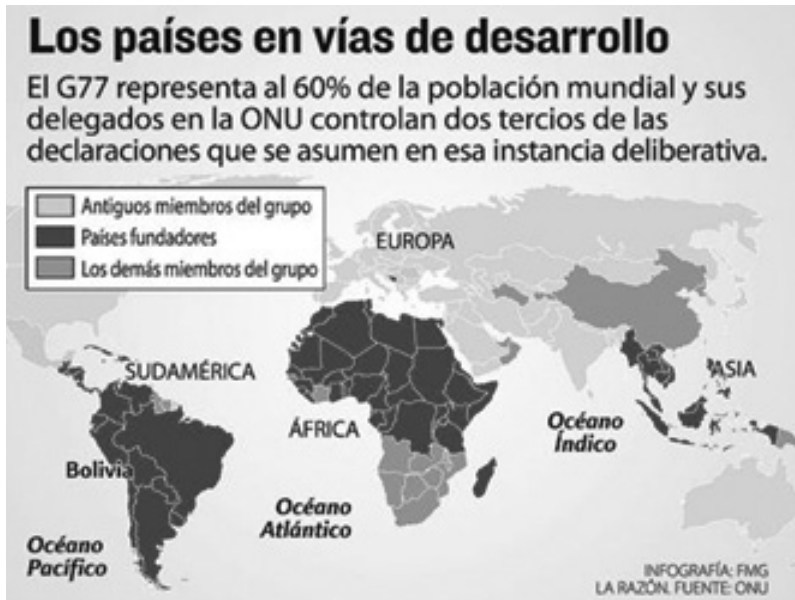 Los países en vías de desarrollo
El G77 representa al 60% de la población mundial y sus
delegados en la ONU controlan dos tercios de las
declaraciones que se asumen en esa instancia deliberativa.
Antiguos miembros del grupo
Países fundadores
Los demás miembros del grupo
EUROPA
SUDAMÉRICA
ASIA
ÁFRICA
Océano
Índico
Bolivia
Océano
Atlántico
Océano
Pacífico
INFOGRAFÍA: FMG
LA RAZÓN. FUENTE: ONU